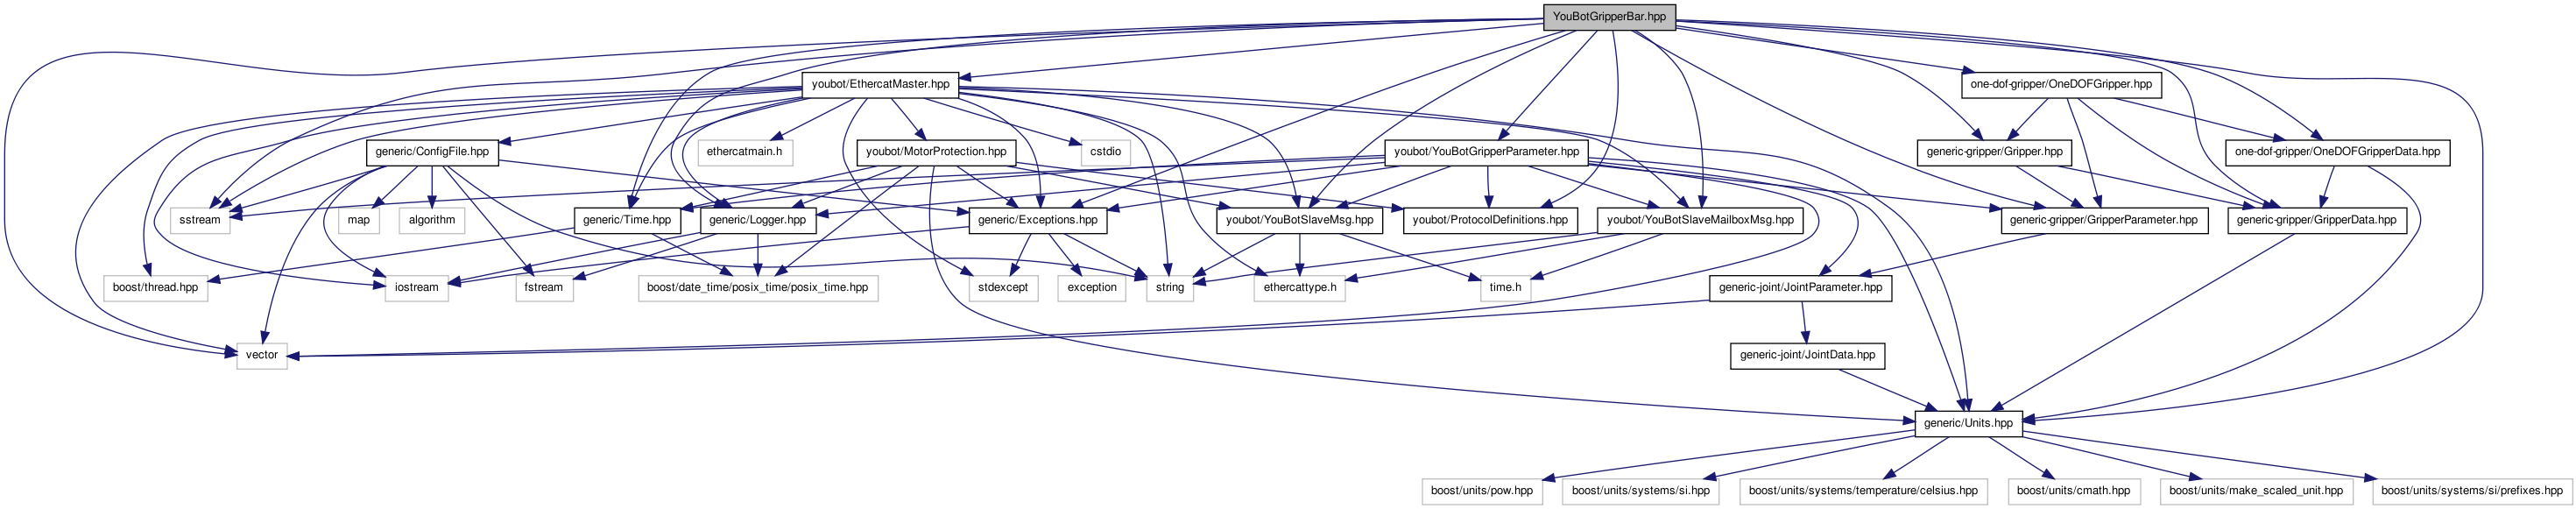 YouBotGripperBar.hpp
youbot/EthercatMaster.hpp
one-dof-gripper/OneDOFGripper.hpp
generic/ConfigFile.hpp
ethercatmain.h
youbot/MotorProtection.hpp
cstdio
youbot/YouBotGripperParameter.hpp
generic-gripper/Gripper.hpp
one-dof-gripper/OneDOFGripperData.hpp
sstream
map
algorithm
generic/Time.hpp
generic/Logger.hpp
generic/Exceptions.hpp
youbot/YouBotSlaveMsg.hpp
youbot/ProtocolDefinitions.hpp
youbot/YouBotSlaveMailboxMsg.hpp
generic-gripper/GripperParameter.hpp
generic-gripper/GripperData.hpp
boost/thread.hpp
iostream
fstream
boost/date_time/posix_time/posix_time.hpp
stdexcept
exception
string
ethercattype.h
time.h
generic-joint/JointParameter.hpp
vector
generic-joint/JointData.hpp
generic/Units.hpp
boost/units/pow.hpp
boost/units/systems/si.hpp
boost/units/systems/temperature/celsius.hpp
boost/units/cmath.hpp
boost/units/make_scaled_unit.hpp
boost/units/systems/si/prefixes.hpp